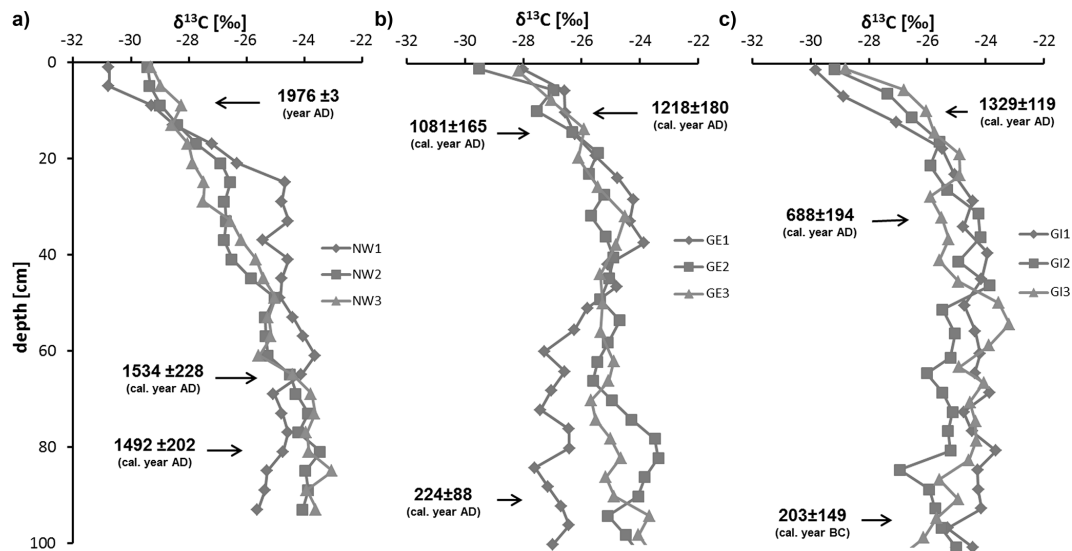 a)
δ13C [‰]
-32 -30 -28 -26 -24 -22
0
20
40
60
80
100
depth [cm]
1976 ±3
(year AD)
NW1
NW2
NW3
1534 ±228
(cal. year AD)
1492 ±202
(cal. year AD)
b)
δ13C [‰]
-32 -30 -28 -26 -24 -22
1218±180
(cal. year AD)
1081±165
(cal. year AD)
GE1
GE2
GE3
224±88
(cal. year AD)
c)
δ13C [‰]
-32 -30 -28 -26 -24 -22
1329±119
(cal. year AD)
688±194
(cal. year AD)
GI1
GI2
GI3
203±149
(cal. year BC)